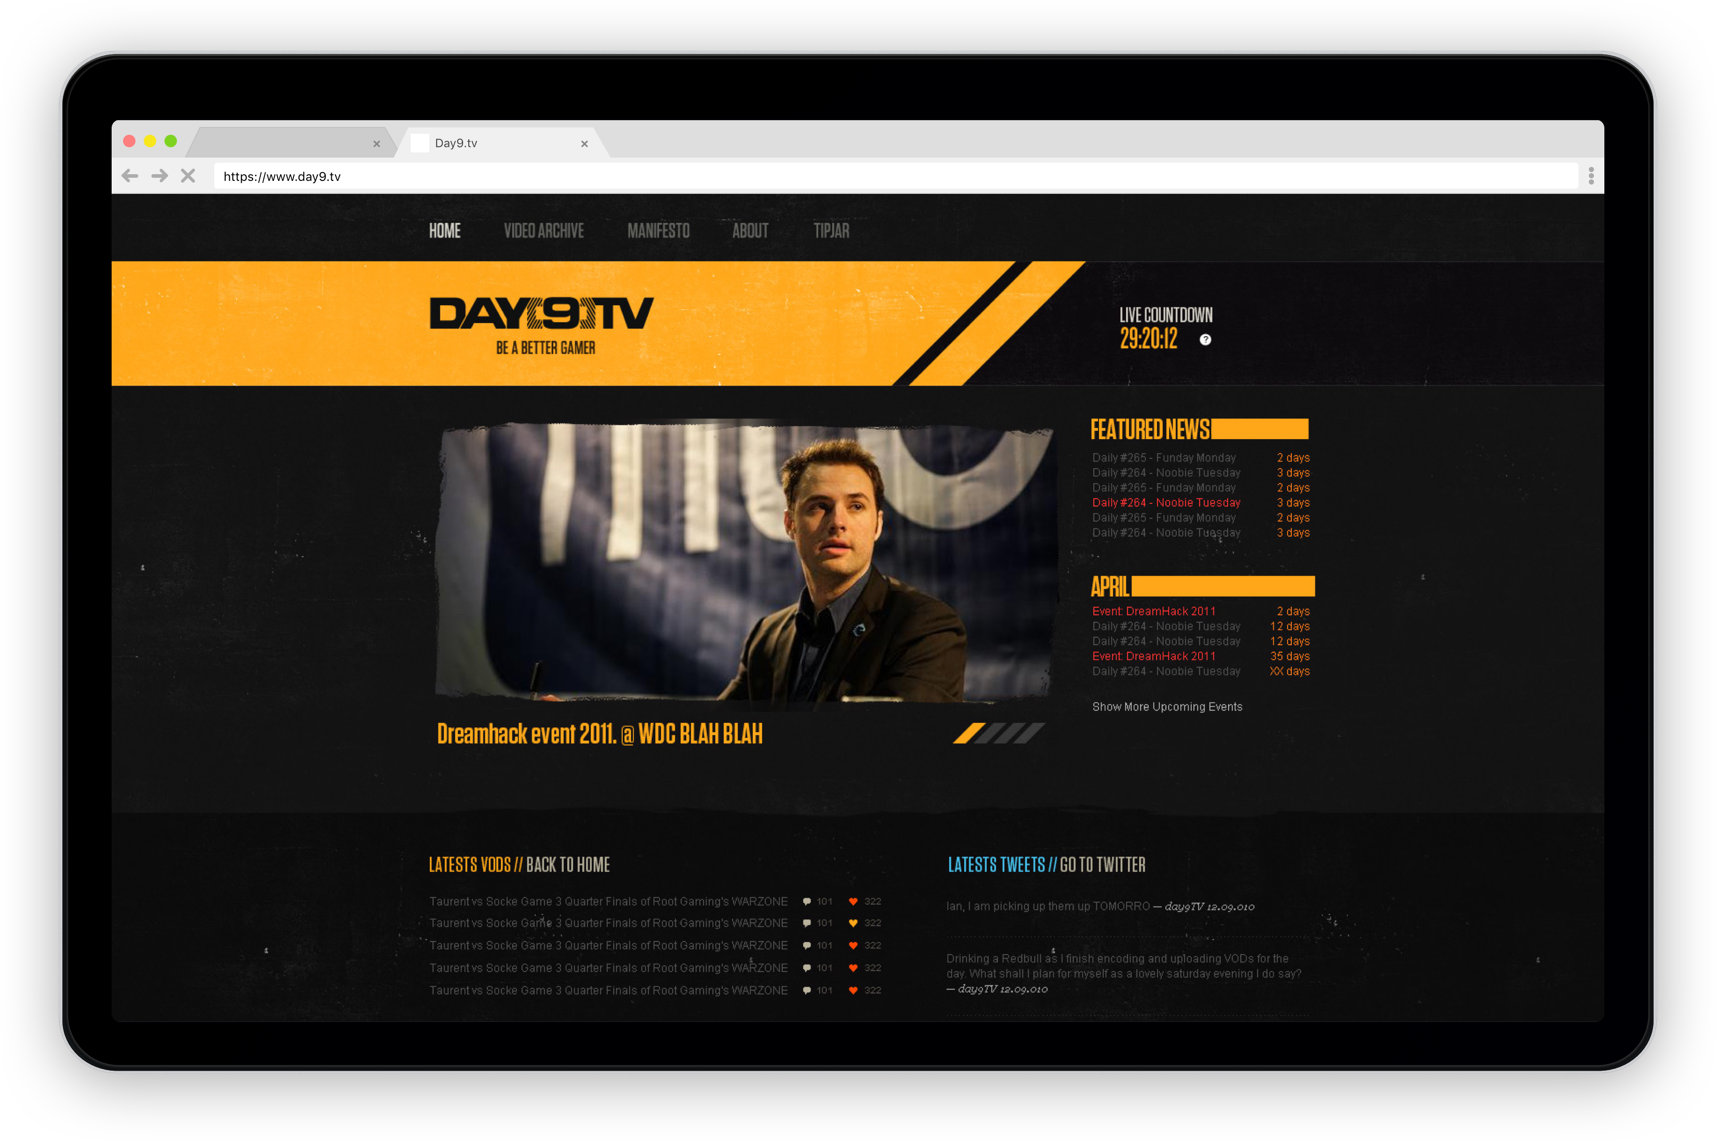 Day9.tv
https://www.day9.tv
HOME VIDEO ARCHIVE MANIFESTO ABOUT TIPJAR
DAY[9]TV
BE A BETTER GAMER
LIVE COUNTDOWN
29:20:12 ?
FEATURED NEWS
Daily #265 - Funday Monday 2 days
Daily #264 - Noobie Tuesday 3 days
Daily #265 - Funday Monday 2 days
Daily #264 - Noobie Tuesday 3 days
Daily #265 - Funday Monday 2 days
Daily #264 - Noobie Tuesday 3 days
APRIL
Event: DreamHack 2011 2 days
Daily #264 - Noobie Tuesday 12 days
Daily #264 - Noobie Tuesday 12 days
Event: DreamHack 2011 35 days
Daily #264 - Noobie Tuesday XX days
Show More Upcoming Events
Dreamhack event 2011. @ WDC BLAH BLAH
LATESTS VODS // BACK TO HOME
Taurent vs Socke Game 3 Quarter Finals of Root Gaming's WARZONE 101 322
Taurent vs Socke Game 3 Quarter Finals of Root Gaming's WARZONE 101 322
Taurent vs Socke Game 3 Quarter Finals of Root Gaming's WARZONE 101 322
Taurent vs Socke Game 3 Quarter Finals of Root Gaming's WARZONE 101 322
Taurent vs Socke Game 3 Quarter Finals of Root Gaming's WARZONE 101 322
LATESTS TWEETS // GO TO TWITTER
Ian, I am picking up them up TOMORRO — day9TV 12.09.010
Drinking a Redbull as I finish encoding and uploading VODs for the
day. What shall I plan for myself as a lovely saturday evening I do say?
— day9TV 12.09.010